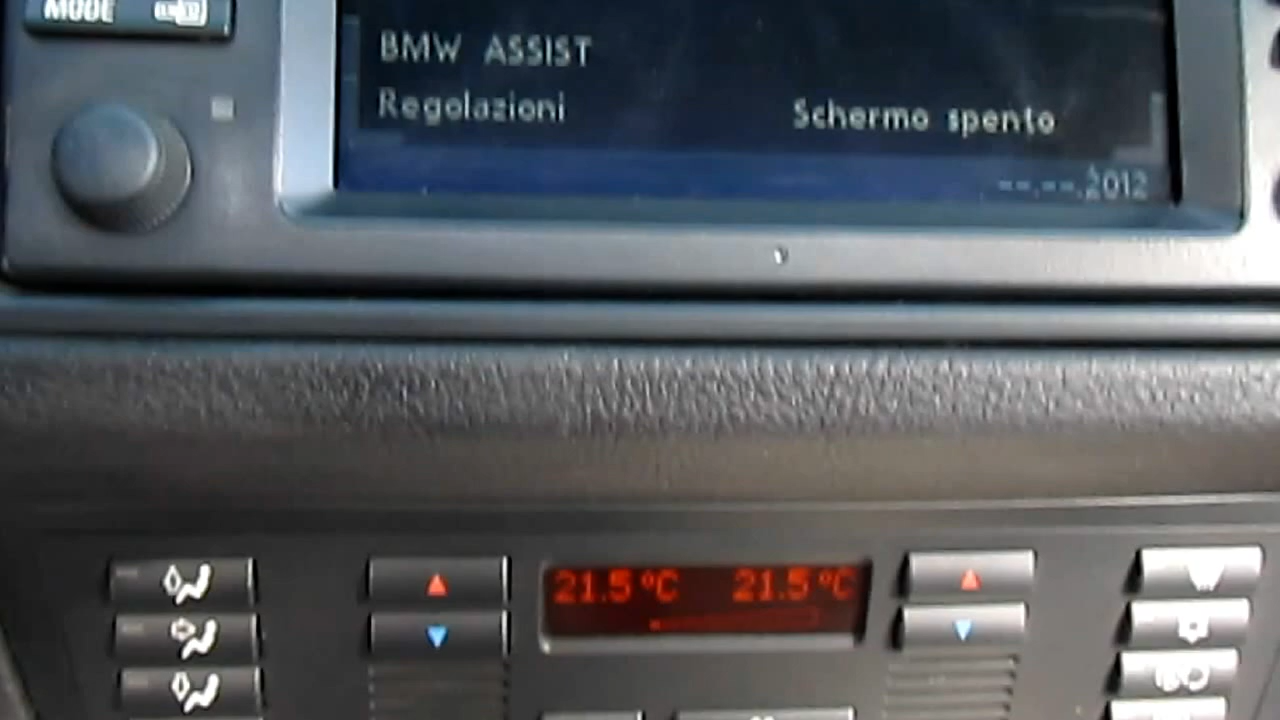 MODE
BMW ASSIST
Regolazioni Schermo spento
--.--.2012
21.5°C 21.5°C